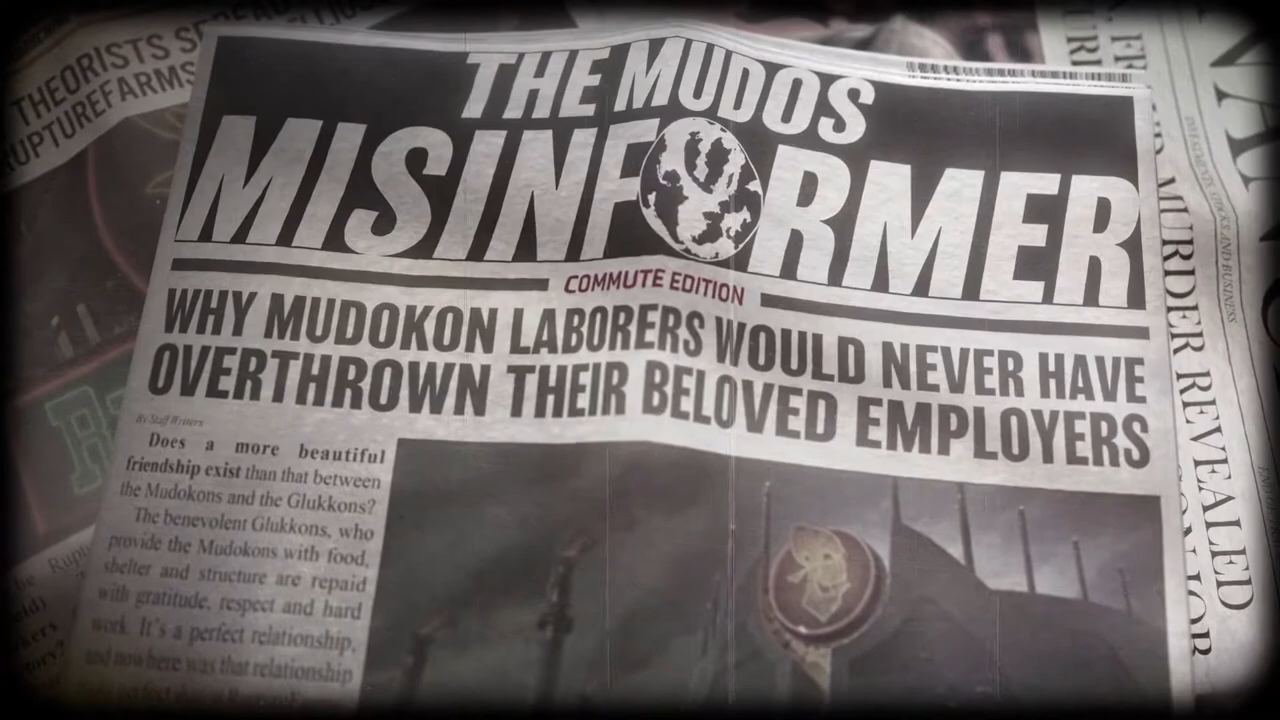 THEORISTS
THE MUDOS
MISINFORMER
COMMUTE EDITION
WHY MUDOKON LABORERS WOULD NEVER HAVE
OVERTHROWN THEIR BELOVED EMPLOYERS
By Staff Writers
Does a more beautiful
friendship exist than that between
the Mudokons and the Glukkons?
The benevolent Glukkons, who
provide the Mudokons with food,
shelter and structure are repaid
with gratitude, respect and hard
work. It's a perfect relationship,
and nowhere was that relationship
MURDER REVEALED